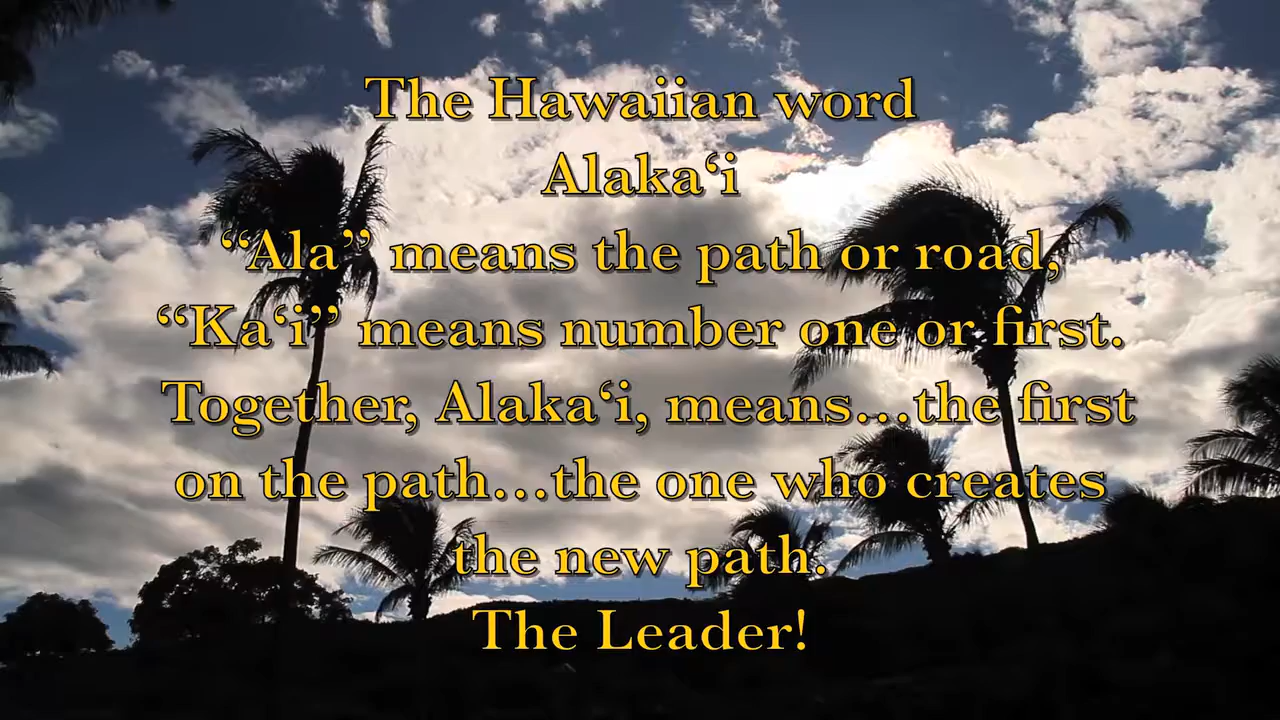 The Hawaiian word
Alaka‘i
“Ala” means the path or road,
“Ka‘i” means number one or first.
Together, Alaka‘i, means...the first
on the path...the one who creates
the new path.
The Leader!